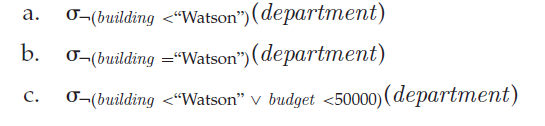 a. σ¬(building <“Watson”)(department)
b. σ¬(building =“Watson”)(department)
c. σ¬(building <“Watson” ∨ budget <50000)(department)